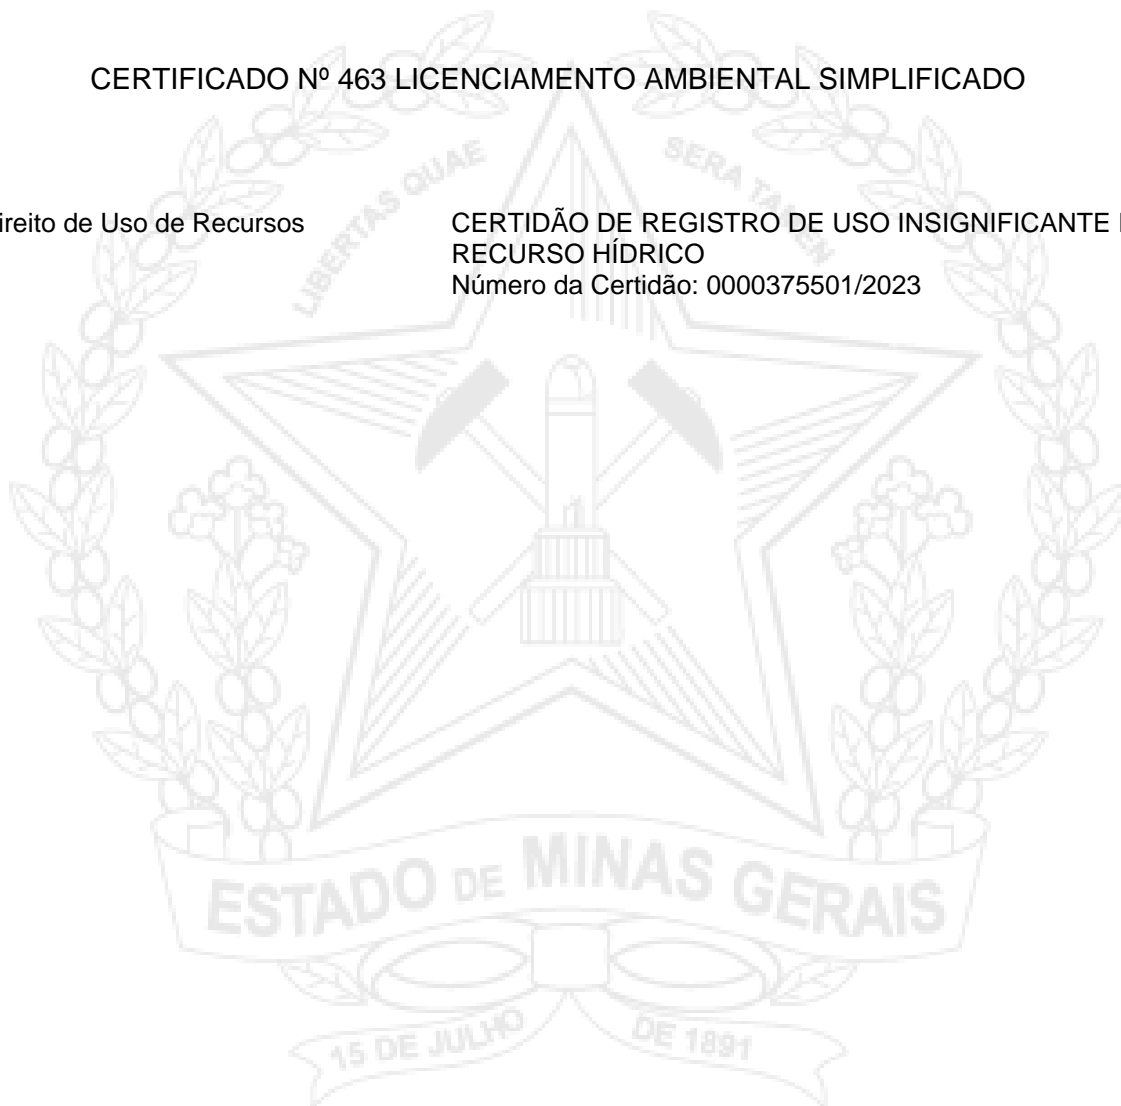 CERTIFICADO Nº 463 LICENCIAMENTO AMBIENTAL SIMPLIFICADO
LIBERTAS QUAE SERA TAMEN
ireito de Uso de Recursos
CERTIDÃO DE REGISTRO DE USO INSIGNIFICANTE
RECURSO HÍDRICO
Número da Certidão: 0000375501/2023
ESTADO DE MINAS GERAIS
15 DE JULHO DE 1891